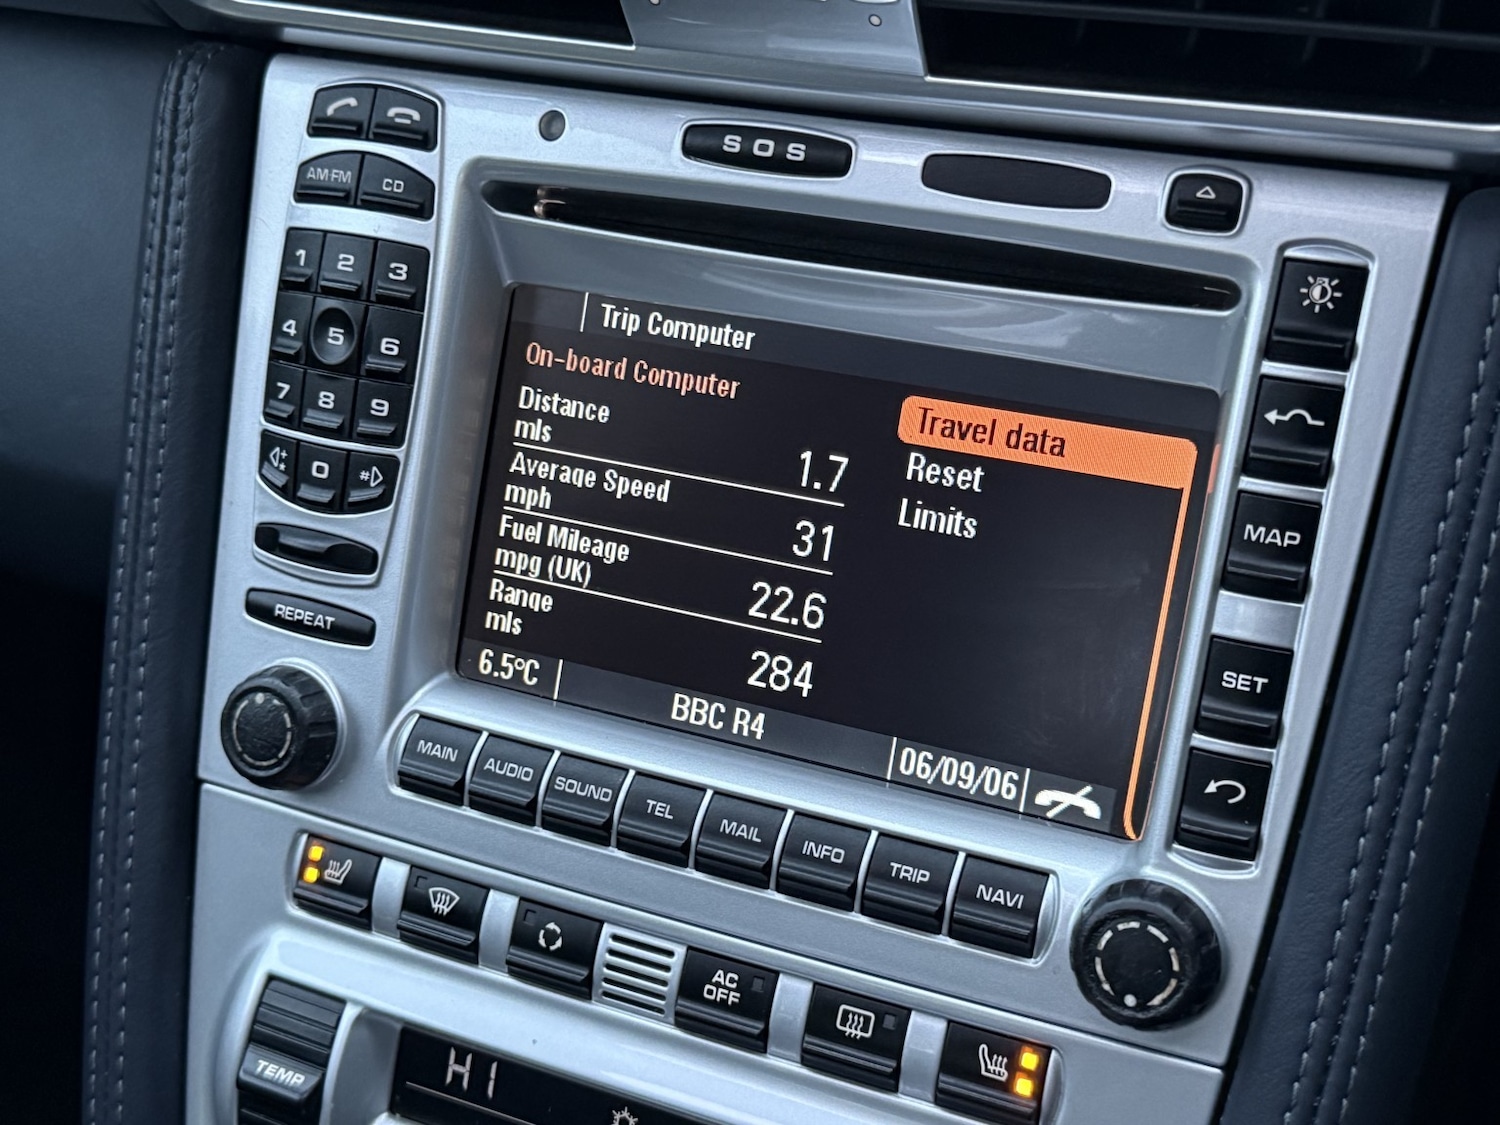 SOS
AM·FM
CD
1 2 3
4 5 6
7 8 9
* 0 #
REPEAT
Trip Computer
On-board Computer
Distance
mls
1.7
Average Speed
mph
31
Fuel Mileage
mpg (UK)
22.6
Range
mls
284
Travel data
Reset
Limits
6.5°C
BBC R4
06/09/06
MAP
SET
MAIN
AUDIO
SOUND
TEL
MAIL
INFO
TRIP
NAVI
AC
OFF
TEMP
HI